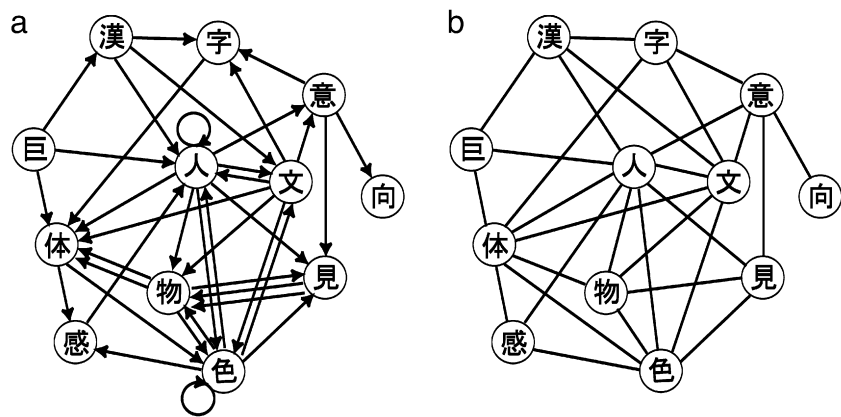 a
漢
字
意
巨
人
文
向
体
物
見
感
色
b
漢
字
意
巨
人
文
向
体
物
見
感
色